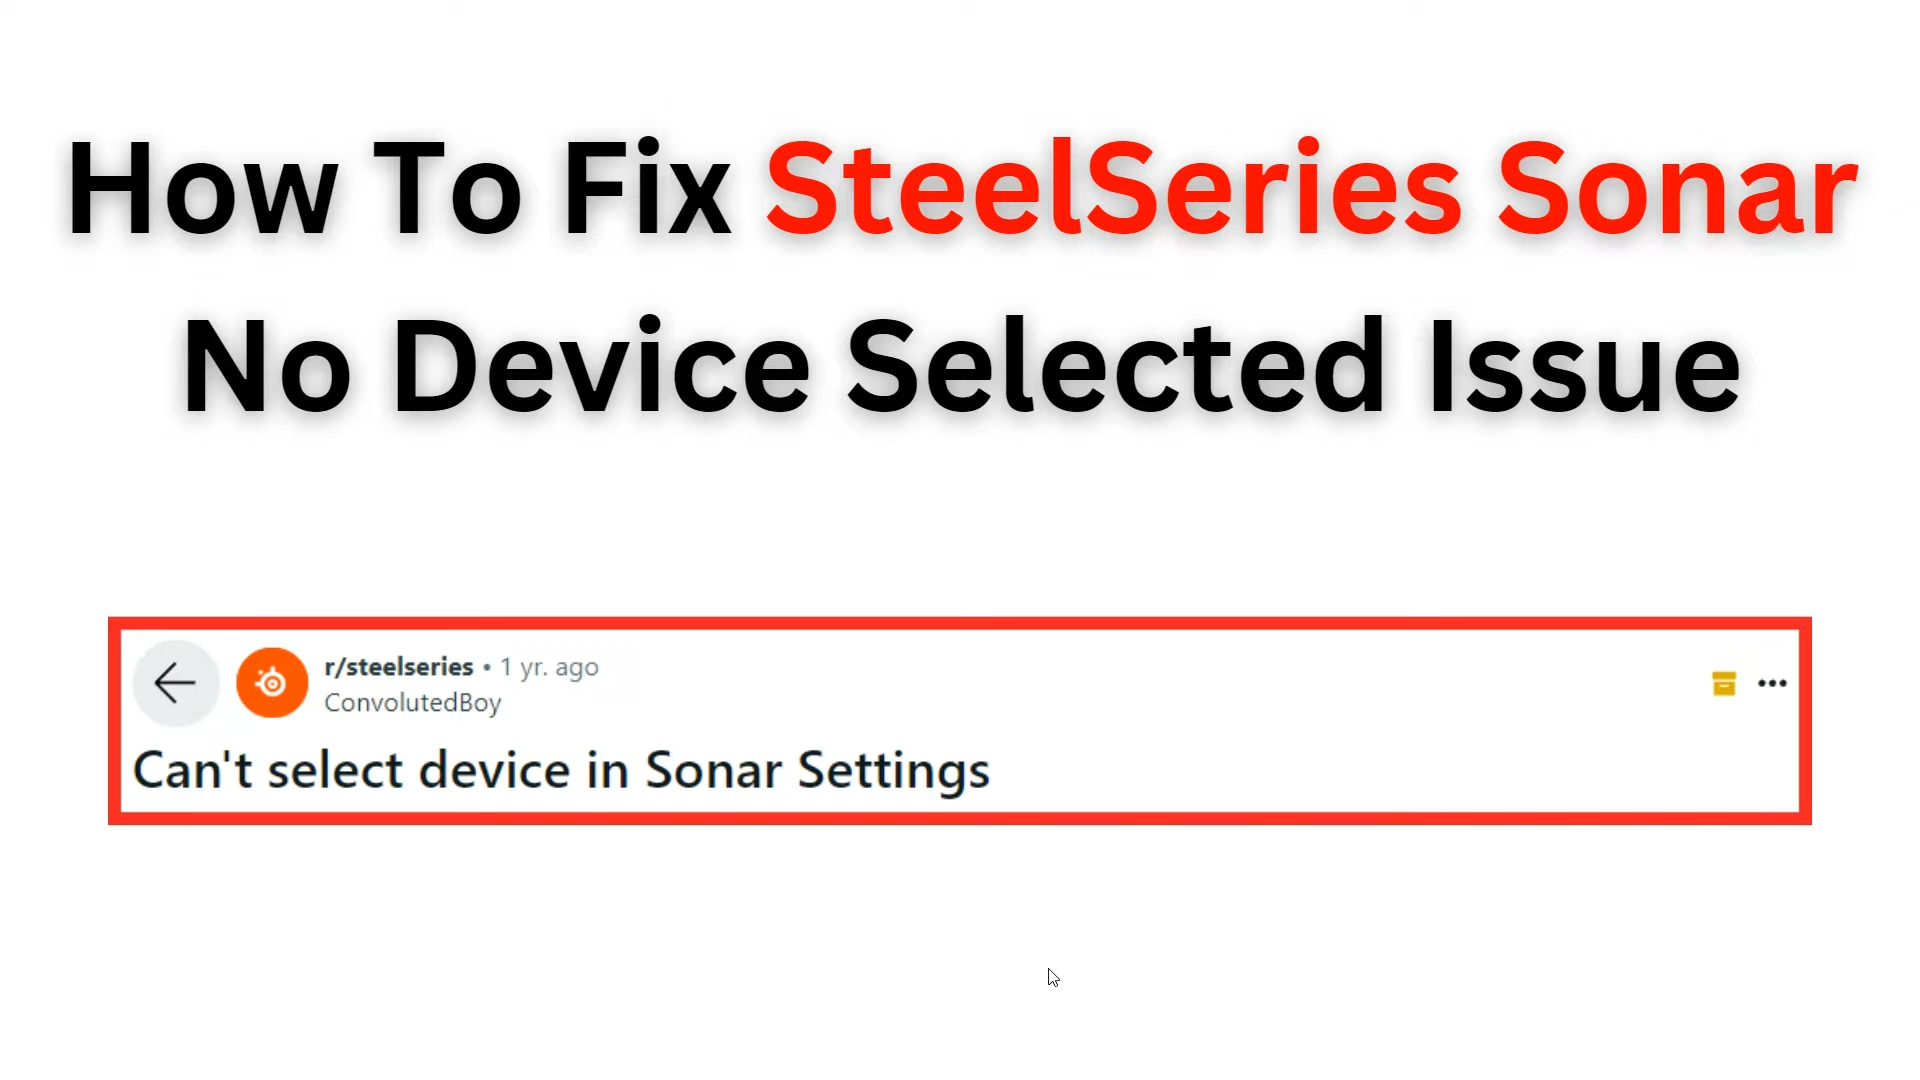 How To Fix SteelSeries Sonar
No Device Selected Issue
r/steelseries • 1 yr. ago
ConvolutedBoy
Can't select device in Sonar Settings